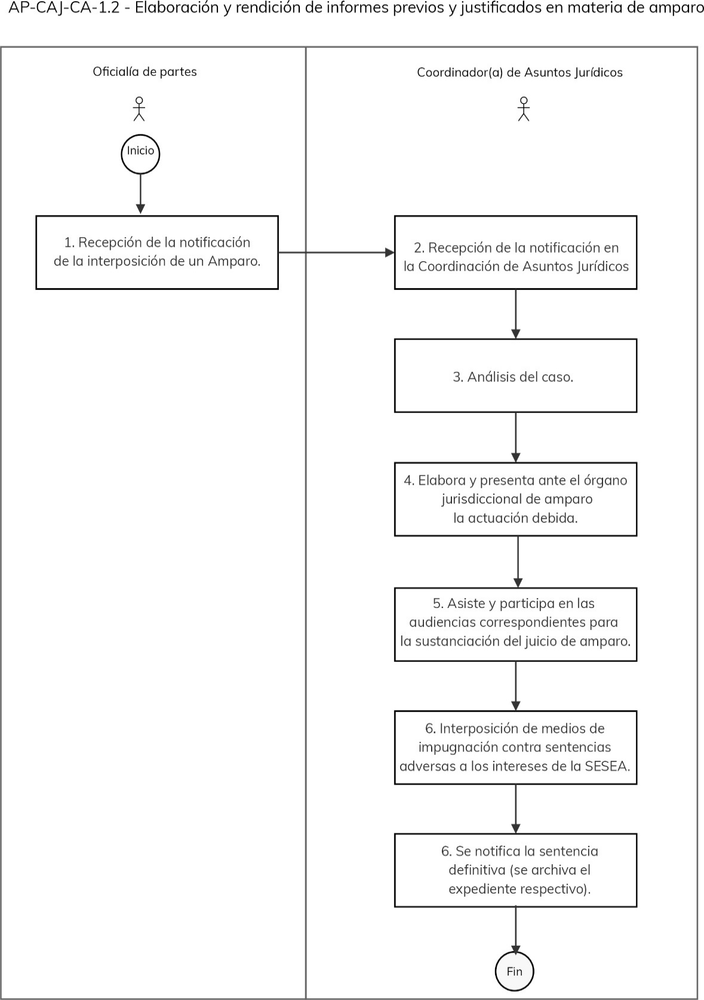 AP-CAJ-CA-1.2 - Elaboración y rendición de informes previos y justificados en materia de amparo
Oficialía de partes
Coordinador(a) de Asuntos Jurídicos
Inicio
1. Recepción de la notificación
de la interposición de un Amparo.
2. Recepción de la notificación en
la Coordinación de Asuntos Jurídicos
3. Análisis del caso.
4. Elabora y presenta ante el órgano
jurisdiccional de amparo
la actuación debida.
5. Asiste y participa en las
audiencias correspondientes para
la sustanciación del juicio de amparo.
6. Interposición de medios de
impugnación contra sentencias
adversas a los intereses de la SESEA.
6. Se notifica la sentencia
definitiva (se archiva el
expediente respectivo).
Fin